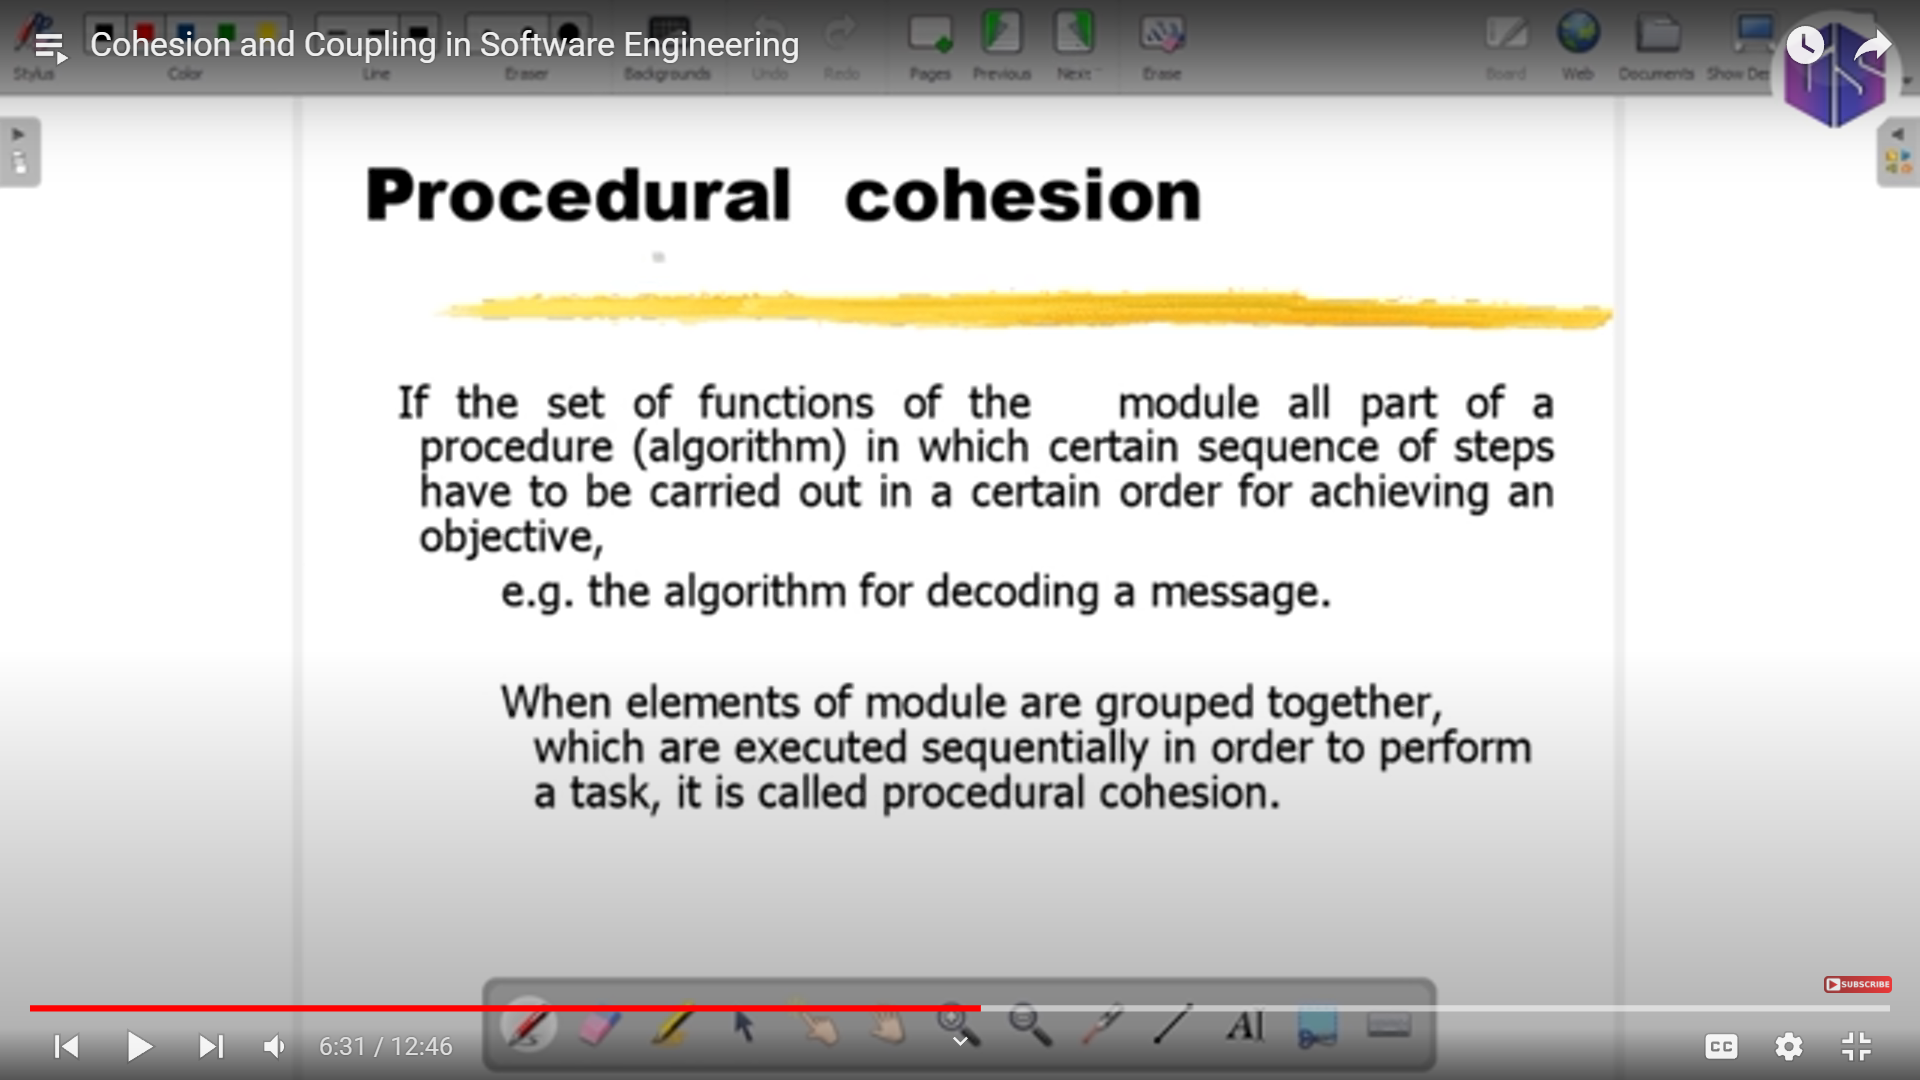 Cohesion and Coupling in Software Engineering
Stylus
Color
Line
Eraser
Backgrounds
Undo
Redo
Pages
Previous
Next
Erase
Board
Web
Documents
Show De
Procedural cohesion
If the set of functions of the module all part of a
procedure (algorithm) in which certain sequence of steps
have to be carried out in a certain order for achieving an
objective,
e.g. the algorithm for decoding a message.
When elements of module are grouped together,
which are executed sequentially in order to perform
a task, it is called procedural cohesion.
SUBSCRIBE
AI
6:31 / 12:46
CC